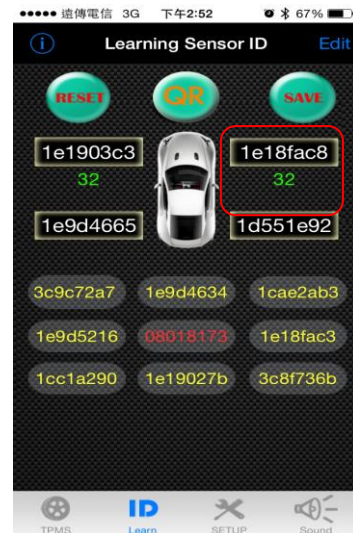 遠傳電信 3G 下午2:52 67%
Learning Sensor ID Edit
RESET QR SAVE
1e1903c3 1e18fac8
32 32
1e9d4665 1d551e92
3c9c72a7 1e9d4634 1cae2ab3
1e9d5216 08018173 1e18fac3
1cc1a290 1e19027b 3c8f736b
ID
TPMS Learn SETUP Sound